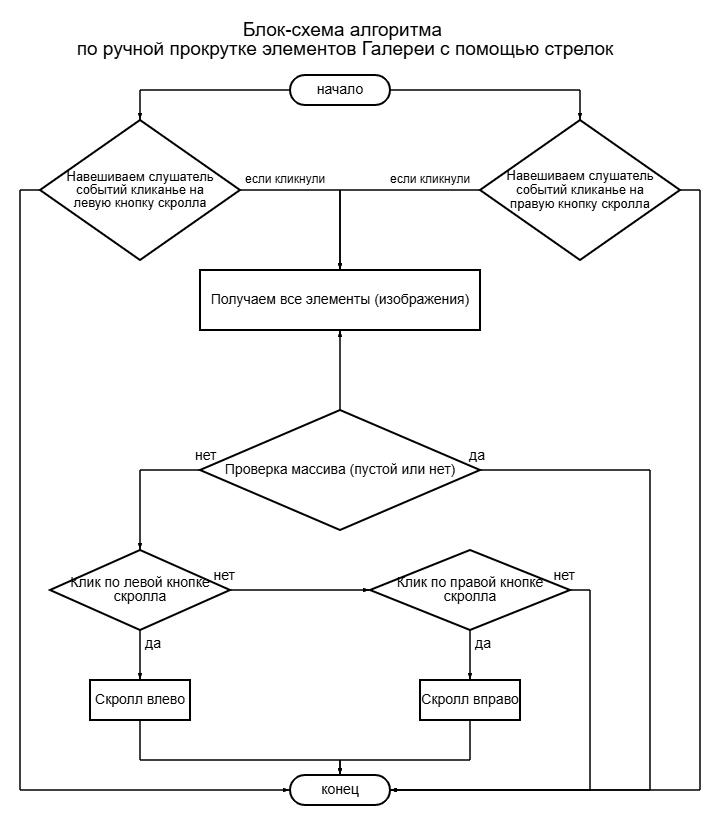 Блок-схема алгоритма
по ручной прокрутке элементов Галереи с помощью стрелок
начало
Навешиваем слушатель
событий кликанье на
левую кнопку скролла
если кликнули
если кликнули
Навешиваем слушатель
событий кликанье на
правую кнопку скролла
Получаем все элементы (изображения)
нет
Проверка массива (пустой или нет)
да
Клик по левой кнопке
скролла
нет
Клик по правой кнопке
скролла
нет
да
да
Скролл влево
Скролл вправо
конец